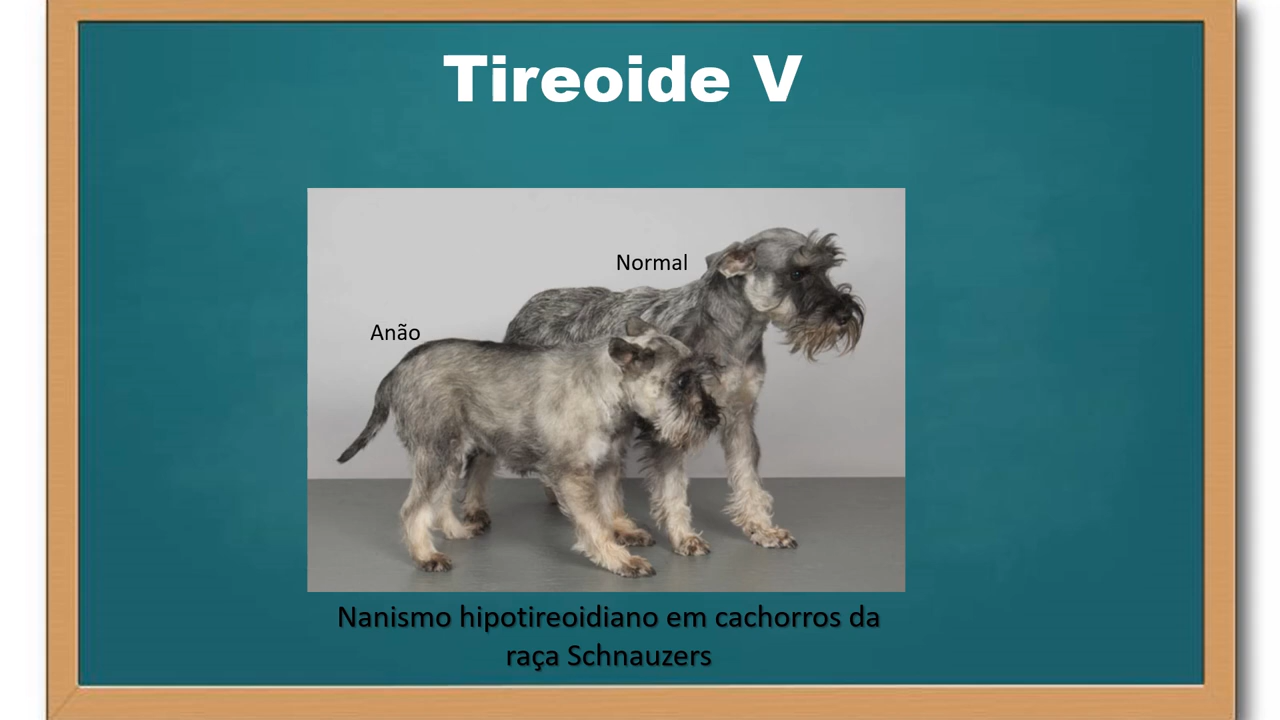 Tireoide V
Normal
Anão
Nanismo hipotireoidiano em cachorros da
raça Schnauzers